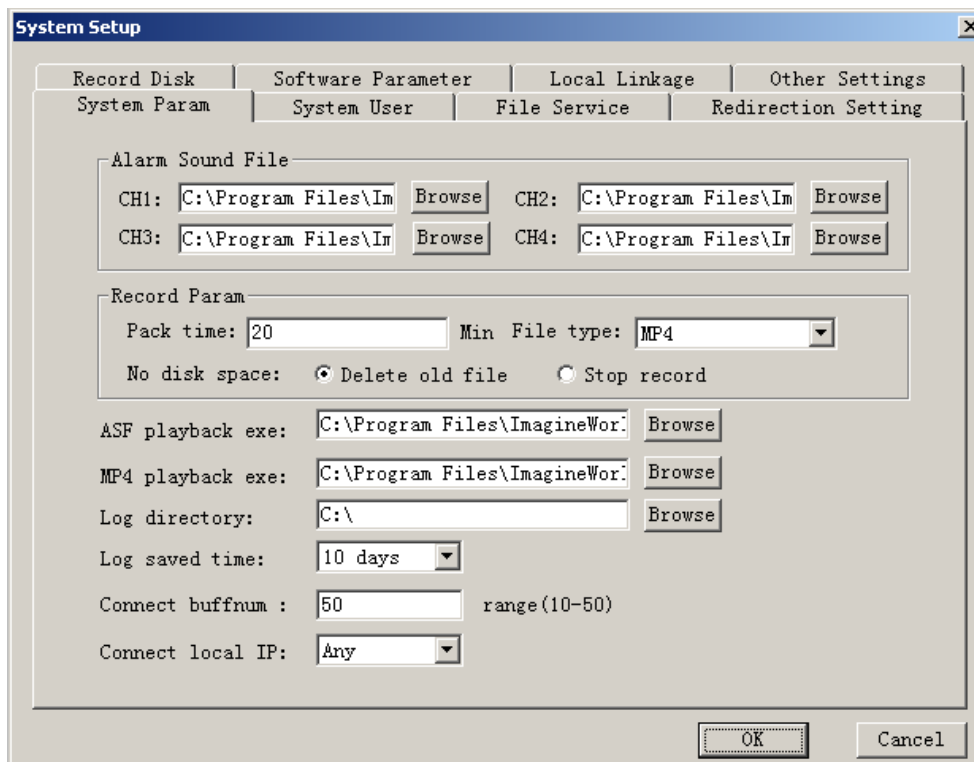 System Setup
Record Disk Software Parameter Local Linkage Other Settings
System Param System User File Service Redirection Setting
Alarm Sound File
CH1: C:\Program Files\Im Browse CH2: C:\Program Files\Im Browse
CH3: C:\Program Files\Im Browse CH4: C:\Program Files\Im Browse
Record Param
Pack time: 20 Min File type: MP4
No disk space: Delete old file Stop record
ASF playback exe: C:\Program Files\ImagineWorl Browse
MP4 playback exe: C:\Program Files\ImagineWorl Browse
Log directory: C:\ Browse
Log saved time: 10 days
Connect buffnum : 50 range(10-50)
Connect local IP: Any
OK Cancel